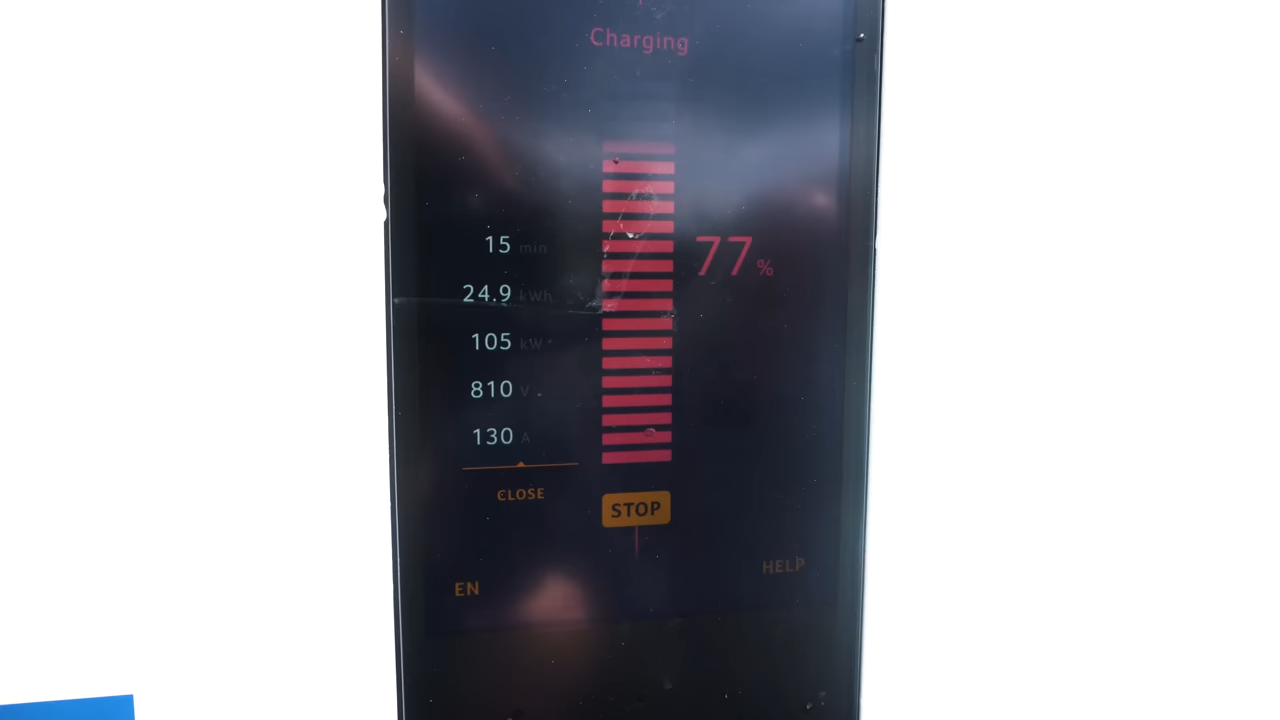 Charging
15 min
77%
24.9 kWh
105 kW
810 V
130 A
CLOSE
STOP
HELP
EN